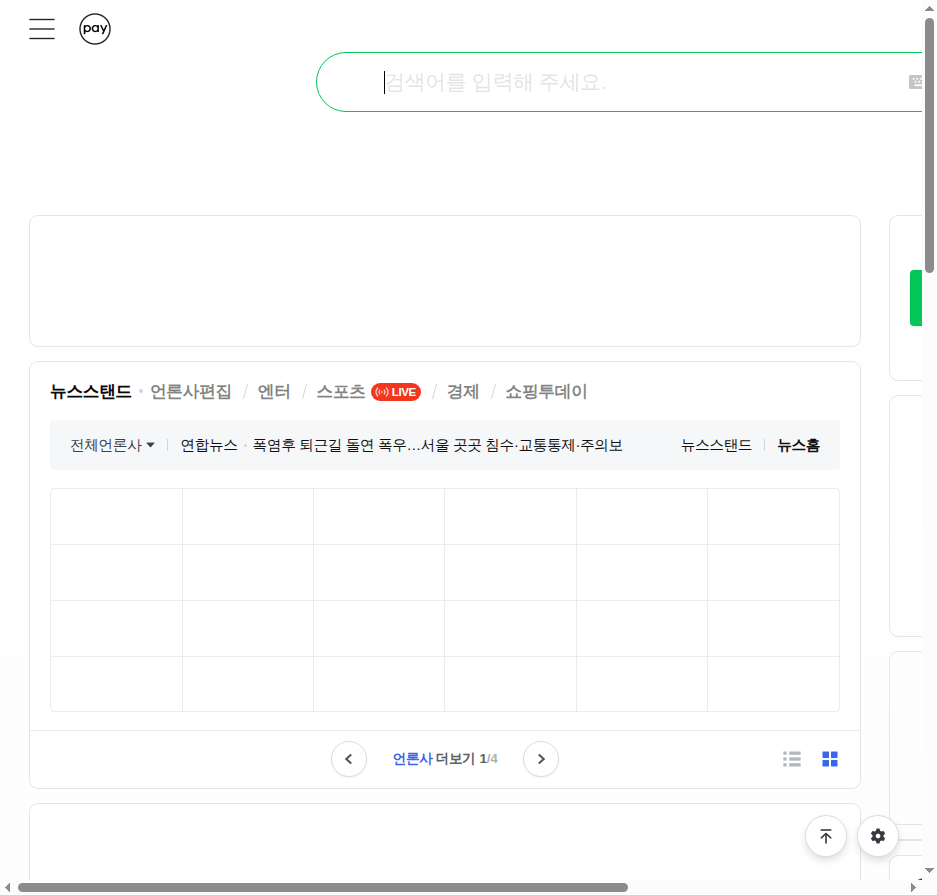 pay
검색어를 입력해 주세요.
뉴스스탠드 · 언론사편집 / 엔터 / 스포츠 LIVE / 경제 / 쇼핑투데이
전체언론사 연합뉴스 · 폭염후 퇴근길 돌연 폭우…서울 곳곳 침수·교통통제·주의보 뉴스스탠드 뉴스홈
언론사 더보기 1/4